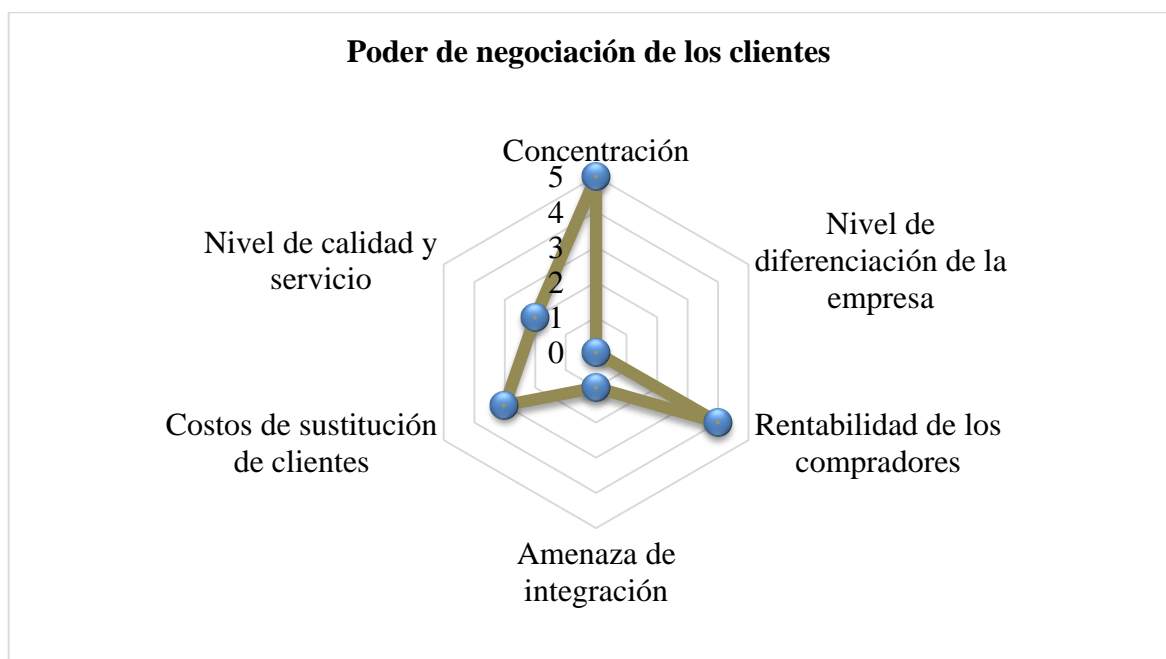 Poder de negociación de los clientes
Concentración
5
4
3
2
1
0
Nivel de
diferenciación de la
empresa
Rentabilidad de los
compradores
Amenaza de
integración
Costos de sustitución
de clientes
Nivel de calidad y
servicio